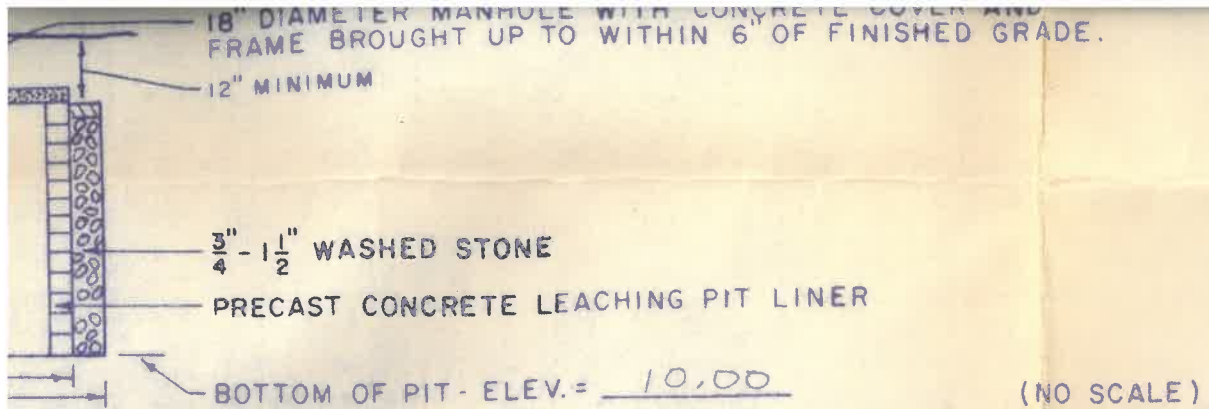 18" DIAMETER MANHOLE WITH CONCRETE COVER AND
FRAME BROUGHT UP TO WITHIN 6" OF FINISHED GRADE.
12" MINIMUM
3/4" - 1 1/2" WASHED STONE
PRECAST CONCRETE LEACHING PIT LINER
BOTTOM OF PIT - ELEV. = 10.00
(NO SCALE)